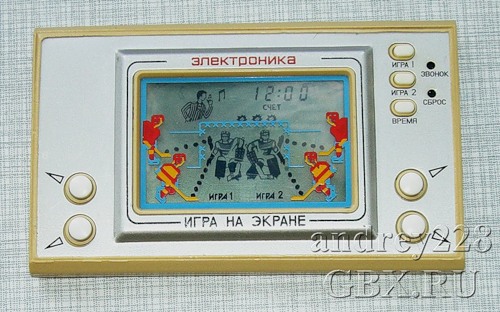 электроника
ИГРА 1
ЗВОНОК
ИГРА 2
СБРОС
ВРЕМЯ
12:00
СЧЕТ
ИГРА 1 ИГРА 2
ИГРА НА ЭКРАНЕ
andrey223
GBX.RU